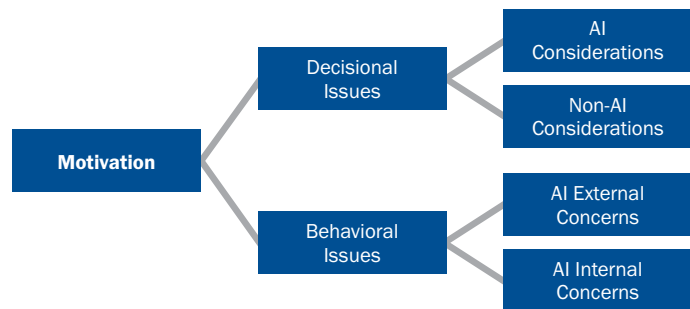 Motivation
Decisional
Issues
AI
Considerations
Non-AI
Considerations
Behavioral
Issues
AI External
Concerns
AI Internal
Concerns